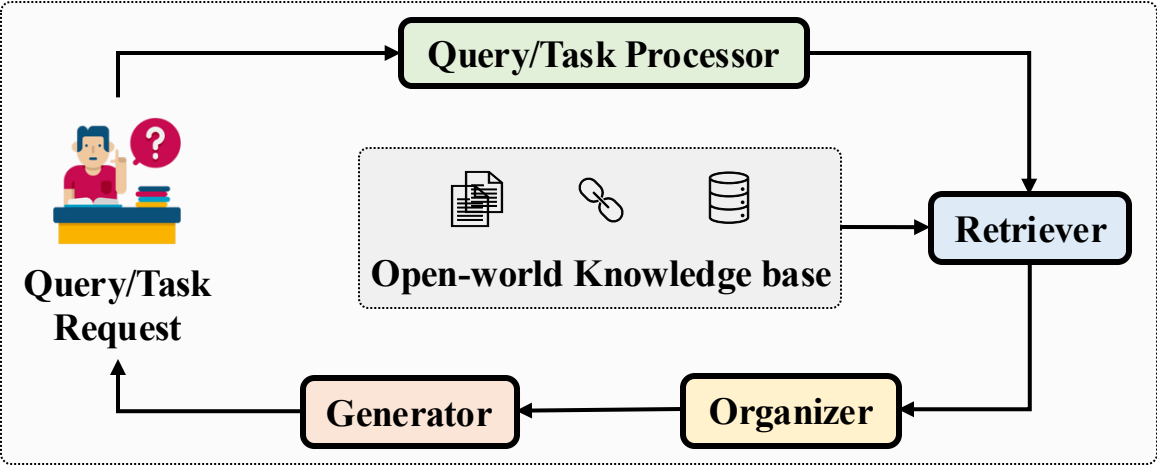 Query/Task Processor
?
Retriever
Open-world Knowledge base
Query/Task
Request
Generator
Organizer